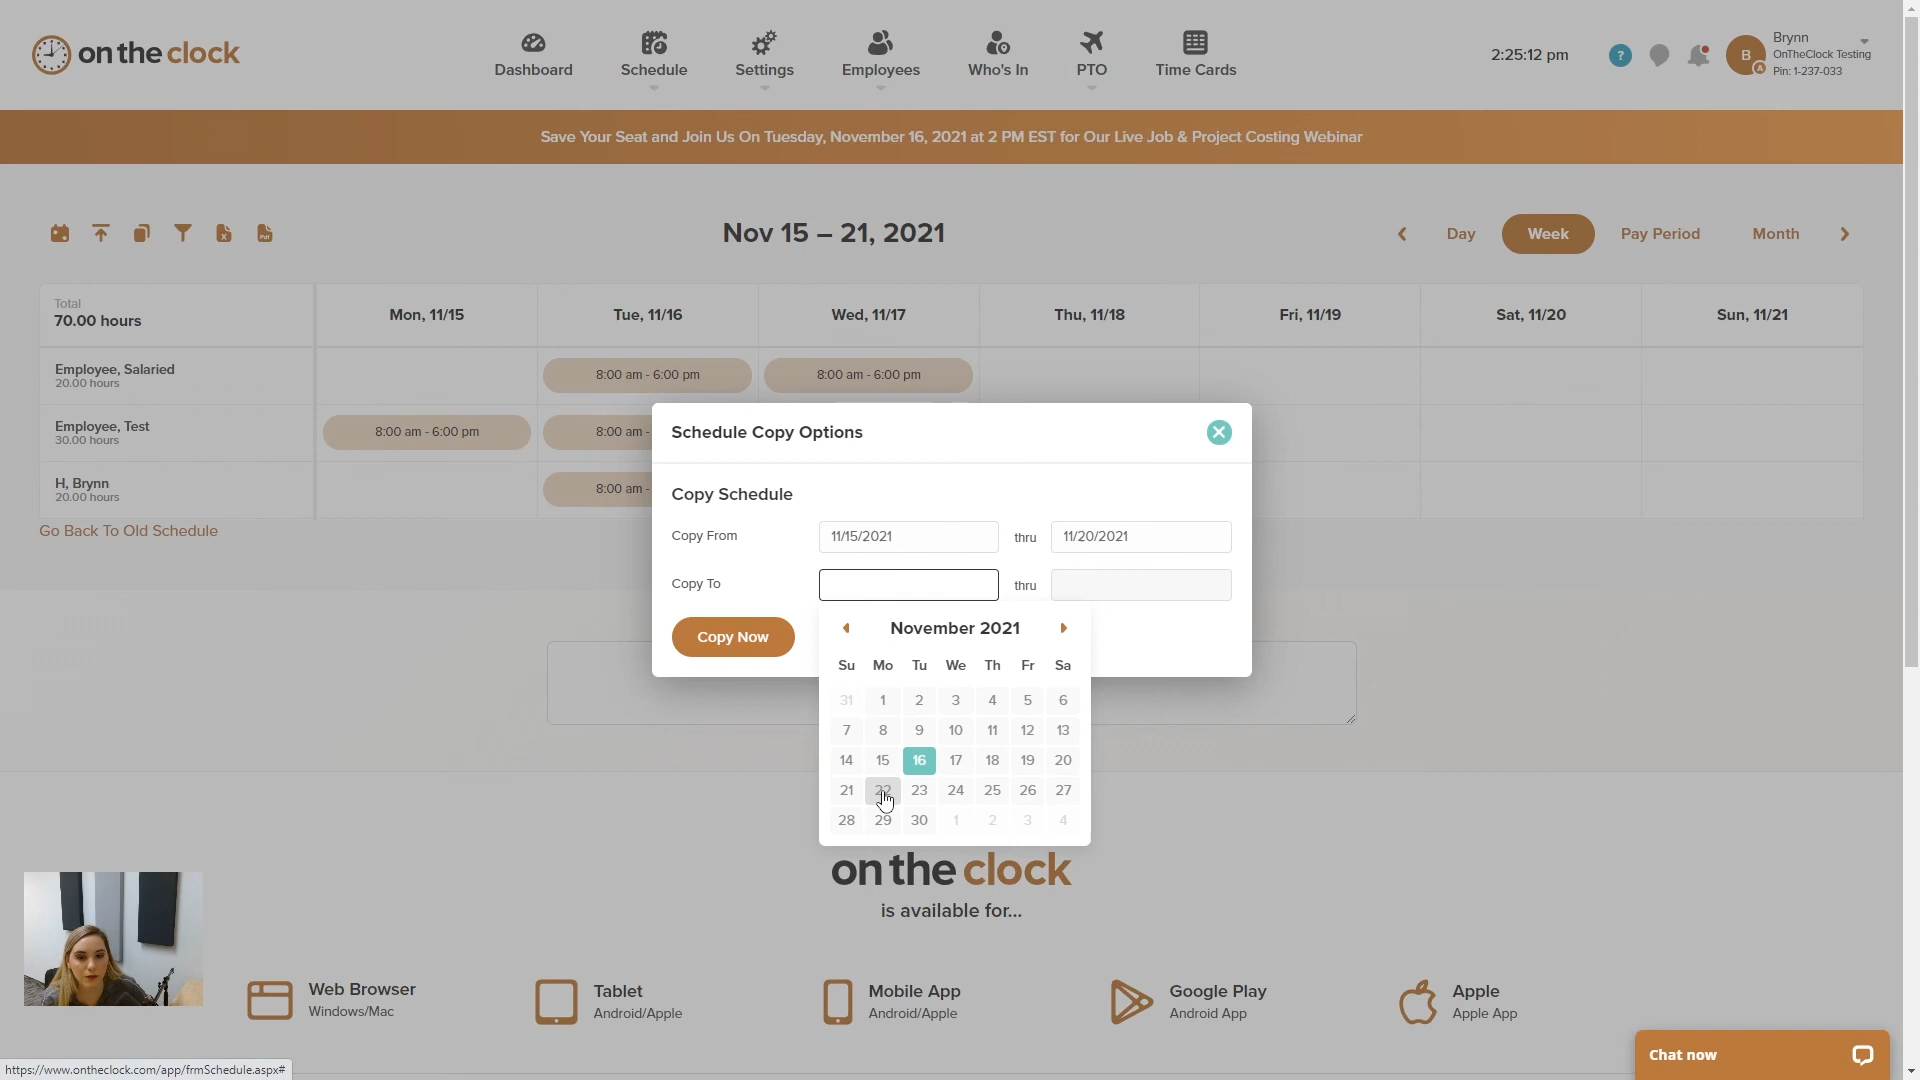 on the clock
Dashboard
Schedule
Settings
Employees
Who's In
PTO
Time Cards
2:25:12 pm
?
B
A
Brynn
OnTheClock Testing
Pin: 1-237-033
Save Your Seat and Join Us On Tuesday, November 16, 2021 at 2 PM EST for Our Live Job & Project Costing Webinar
Nov 15 – 21, 2021
Day
Week
Pay Period
Month
Total
70.00 hours
Mon, 11/15
Tue, 11/16
Wed, 11/17
Thu, 11/18
Fri, 11/19
Sat, 11/20
Sun, 11/21
Employee, Salaried
20.00 hours
8:00 am - 6:00 pm
8:00 am - 6:00 pm
Employee, Test
30.00 hours
8:00 am - 6:00 pm
8:00 am -
H, Brynn
20.00 hours
8:00 am -
Go Back To Old Schedule
Schedule Copy Options
Copy Schedule
Copy From
11/15/2021
thru
11/20/2021
Copy To
thru
Copy Now
November 2021
Su Mo Tu We Th Fr Sa
31 1 2 3 4 5 6
7 8 9 10 11 12 13
14 15 16 17 18 19 20
21 22 23 24 25 26 27
28 29 30 1 2 3 4
on the clock
is available for...
Web Browser
Windows/Mac
Tablet
Android/Apple
Mobile App
Android/Apple
Google Play
Android App
Apple
Apple App
Chat now
https://www.ontheclock.com/app/frmSchedule.aspx#